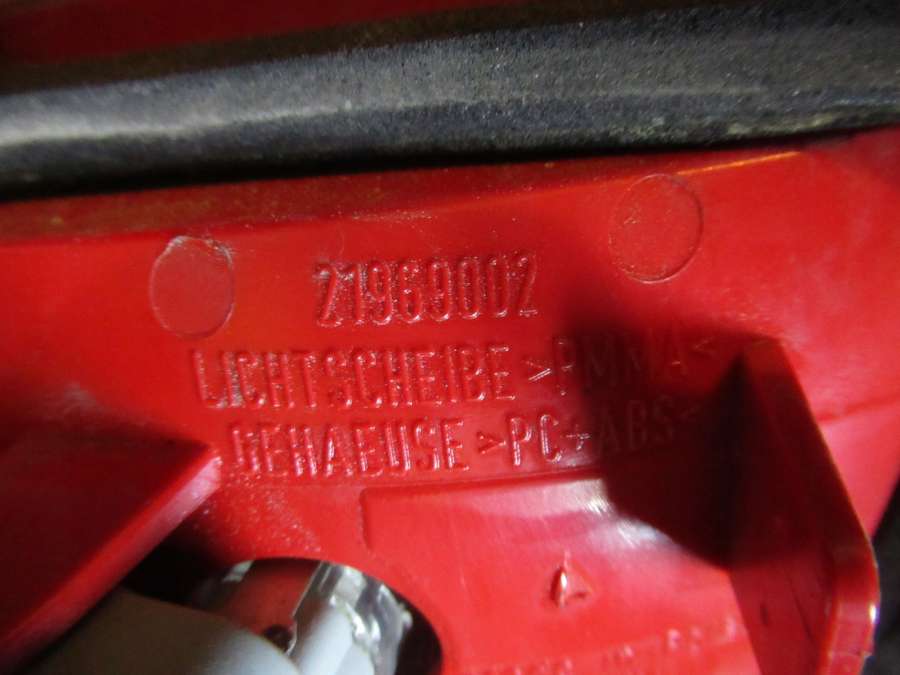 21969002
LICHTSCHEIBE >PMMA<
GEHAEUSE >PC+ABS<